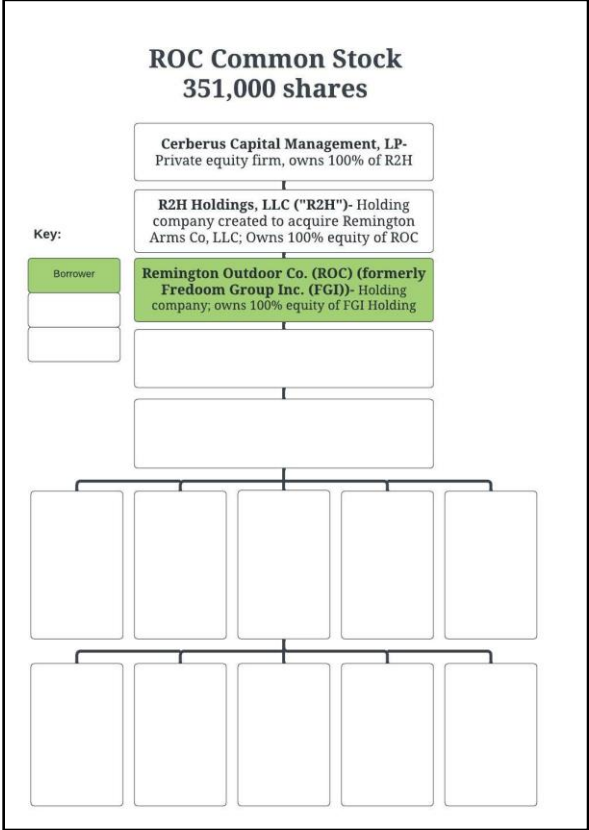 ROC Common Stock
351,000 shares
Cerberus Capital Management, LP-
Private equity firm, owns 100% of R2H
R2H Holdings, LLC ("R2H")- Holding
company created to acquire Remington
Arms Co, LLC; Owns 100% equity of ROC
Key:
Borrower
Remington Outdoor Co. (ROC) (formerly
Fredoom Group Inc. (FGI))- Holding
company; owns 100% equity of FGI Holding